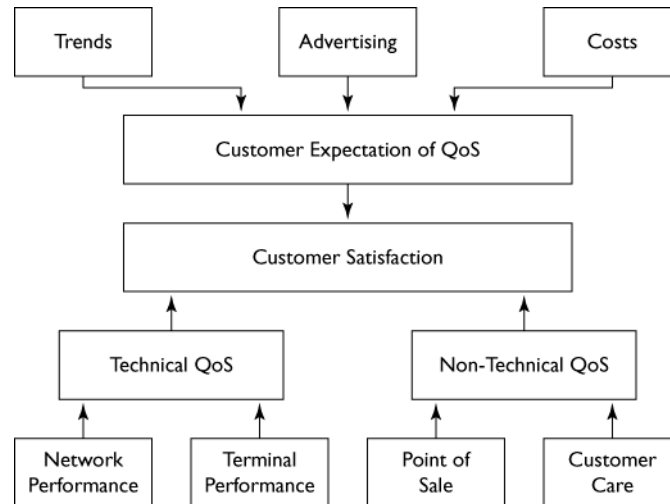 Trends
Advertising
Costs
Customer Expectation of QoS
Customer Satisfaction
Technical QoS
Non-Technical QoS
Network
Performance
Terminal
Performance
Point of
Sale
Customer
Care